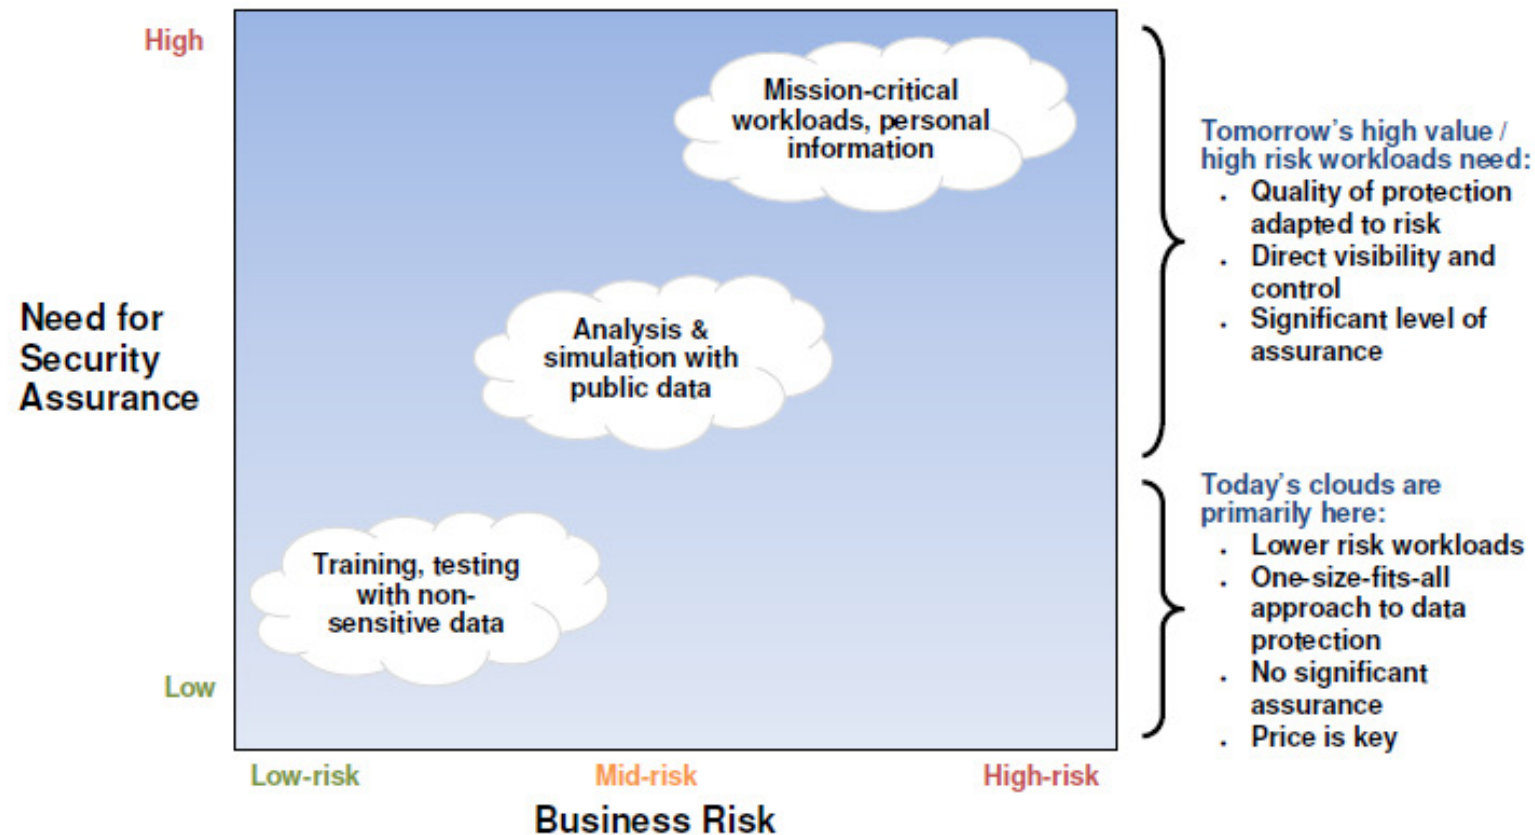 High
Mission-critical
workloads, personal
information
Tomorrow's high value /
high risk workloads need:
. Quality of protection
adapted to risk
. Direct visibility and
control
. Significant level of
assurance
Need for
Security
Assurance
Analysis &
simulation with
public data
Today's clouds are
primarily here:
. Lower risk workloads
. One-size-fits-all
approach to data
protection
. No significant
assurance
. Price is key
Training, testing
with non-
sensitive data
Low
Low-risk
Mid-risk
High-risk
Business Risk